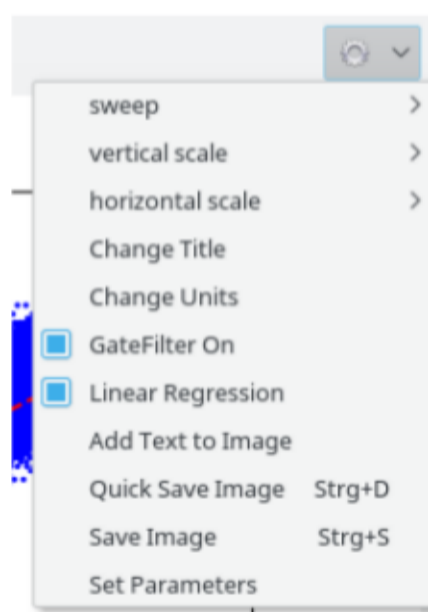 sweep
vertical scale
horizontal scale
Change Title
Change Units
GateFilter On
Linear Regression
Add Text to Image
Quick Save Image Strg+D
Save Image Strg+S
Set Parameters